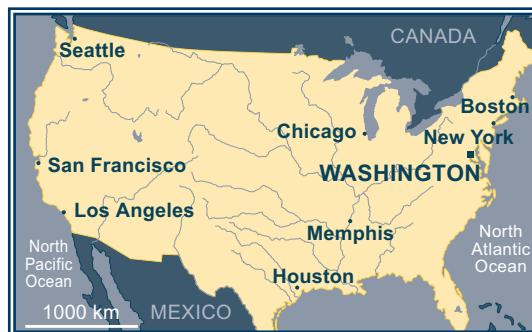 CANADA
Seattle
Boston
Chicago
New York
San Francisco
WASHINGTON
Los Angeles
Memphis
North
Pacific
Ocean
North
Atlantic
Ocean
Houston
1000 km
MEXICO